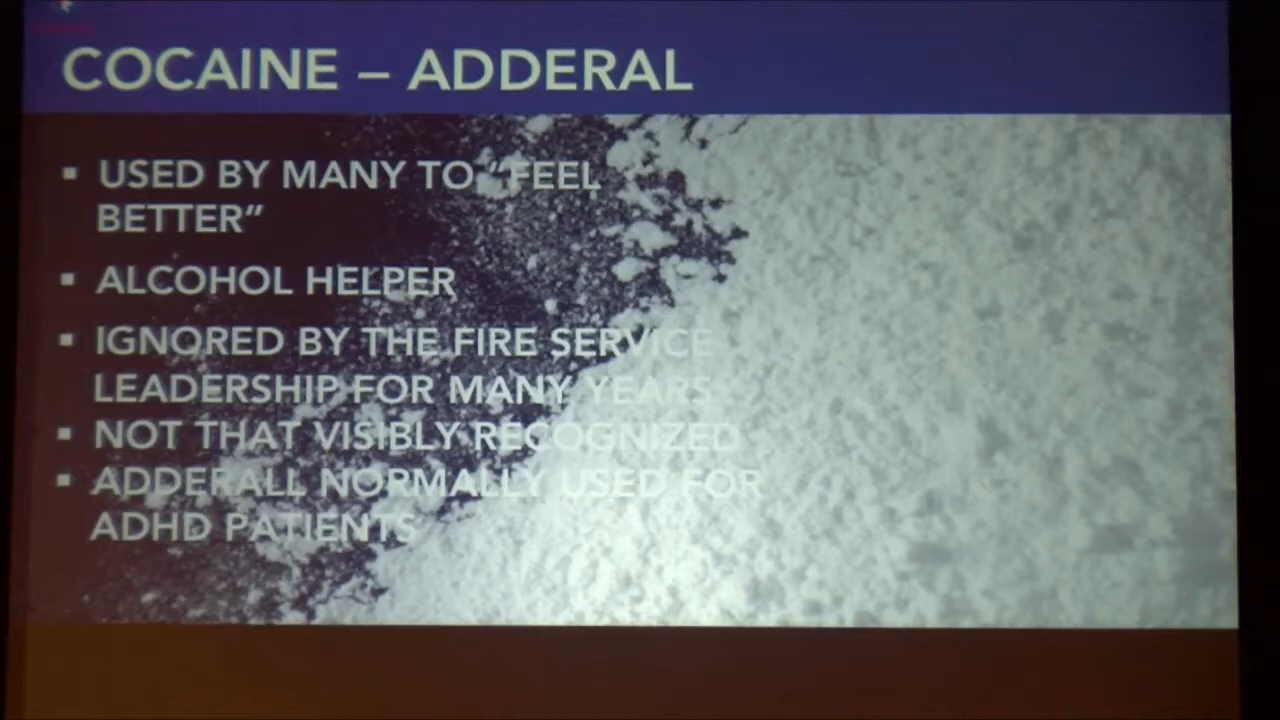 COCAINE – ADDERAL
▪ USED BY MANY TO “FEEL
BETTER”
▪ ALCOHOL HELPER
▪ IGNORED BY THE FIRE SERVICE
LEADERSHIP FOR MANY YEARS
▪ NOT THAT VISIBLY RECOGNIZED
▪ ADDERALL NORMALLY USED FOR
ADHD PATIENTS